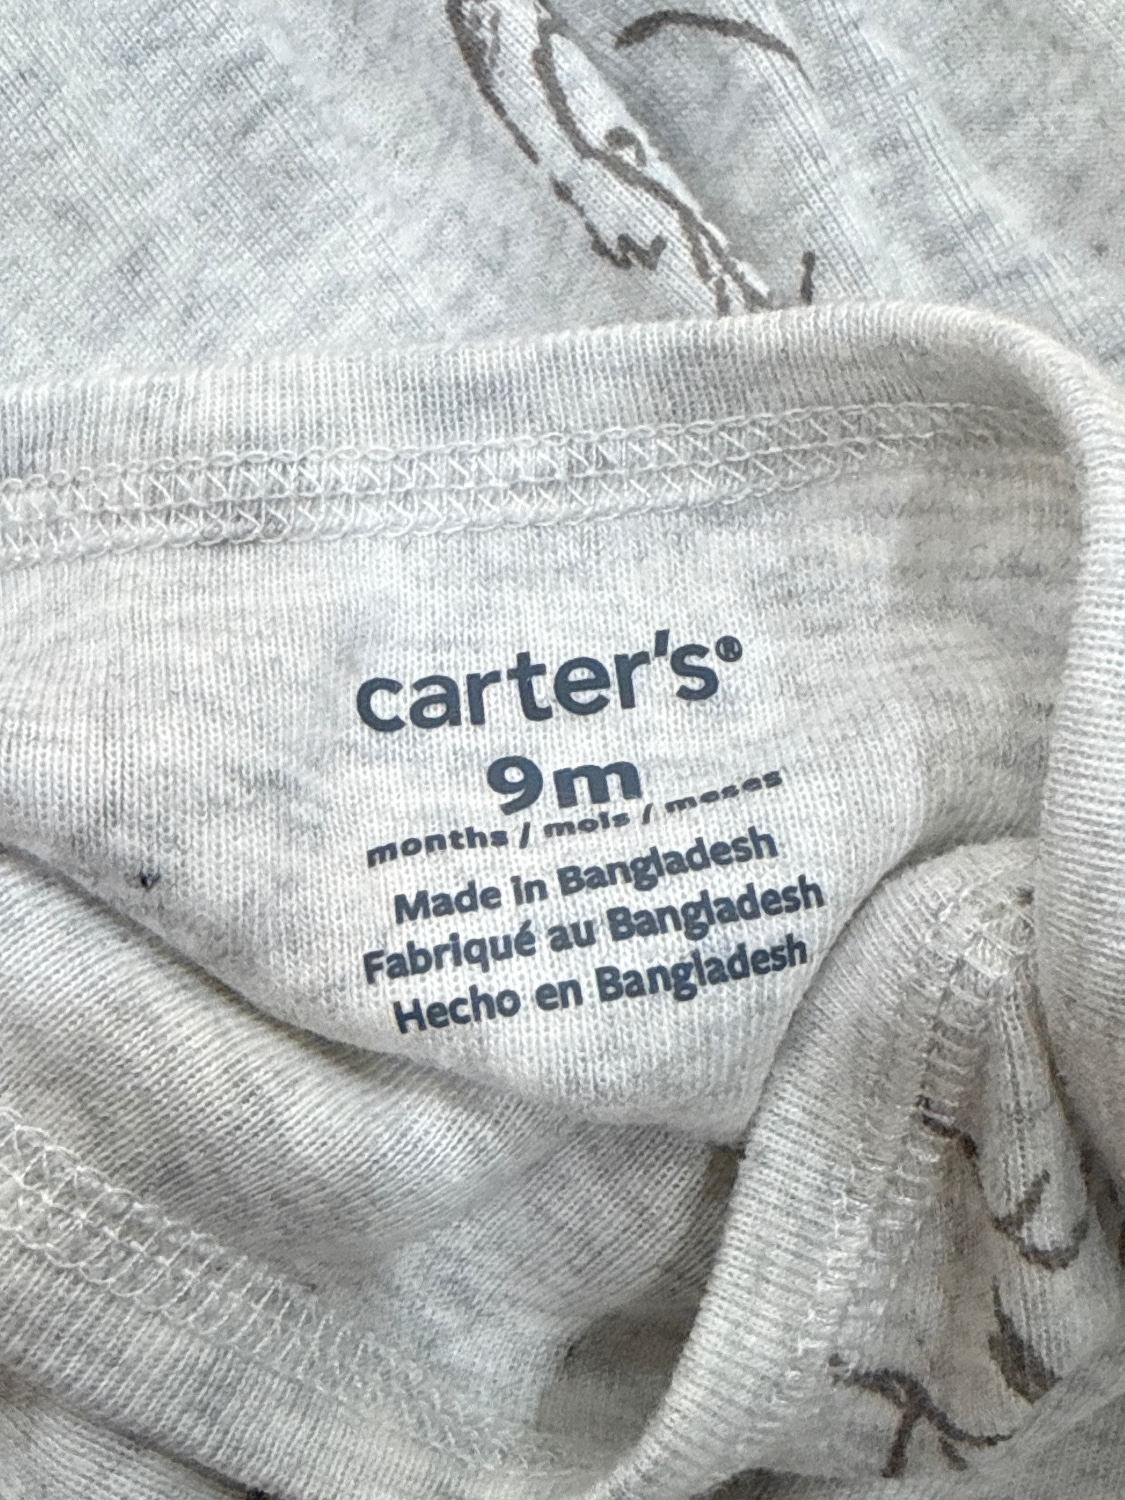 carter's®
9m
months / mois / meses
Made in Bangladesh
Fabriqué au Bangladesh
Hecho en Bangladesh